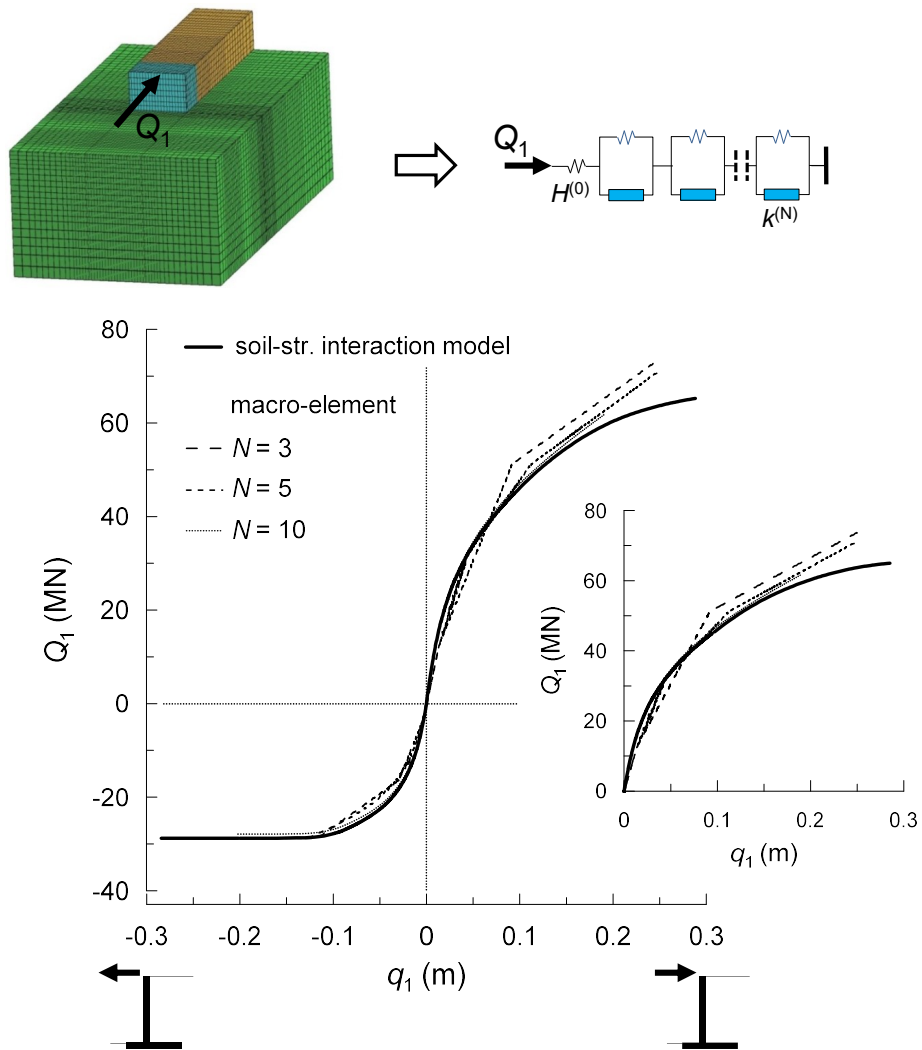 Q1
Q1
H(0)
k(N)
80
60
40
20
0
-20
-40
Q1 (MN)
soil-str. interaction model
macro-element
N = 3
N = 5
N = 10
80
60
40
20
0
Q1 (MN)
0
0.1
0.2
0.3
q1 (m)
-0.3
-0.2
-0.1
0
0.1
0.2
0.3
q1 (m)